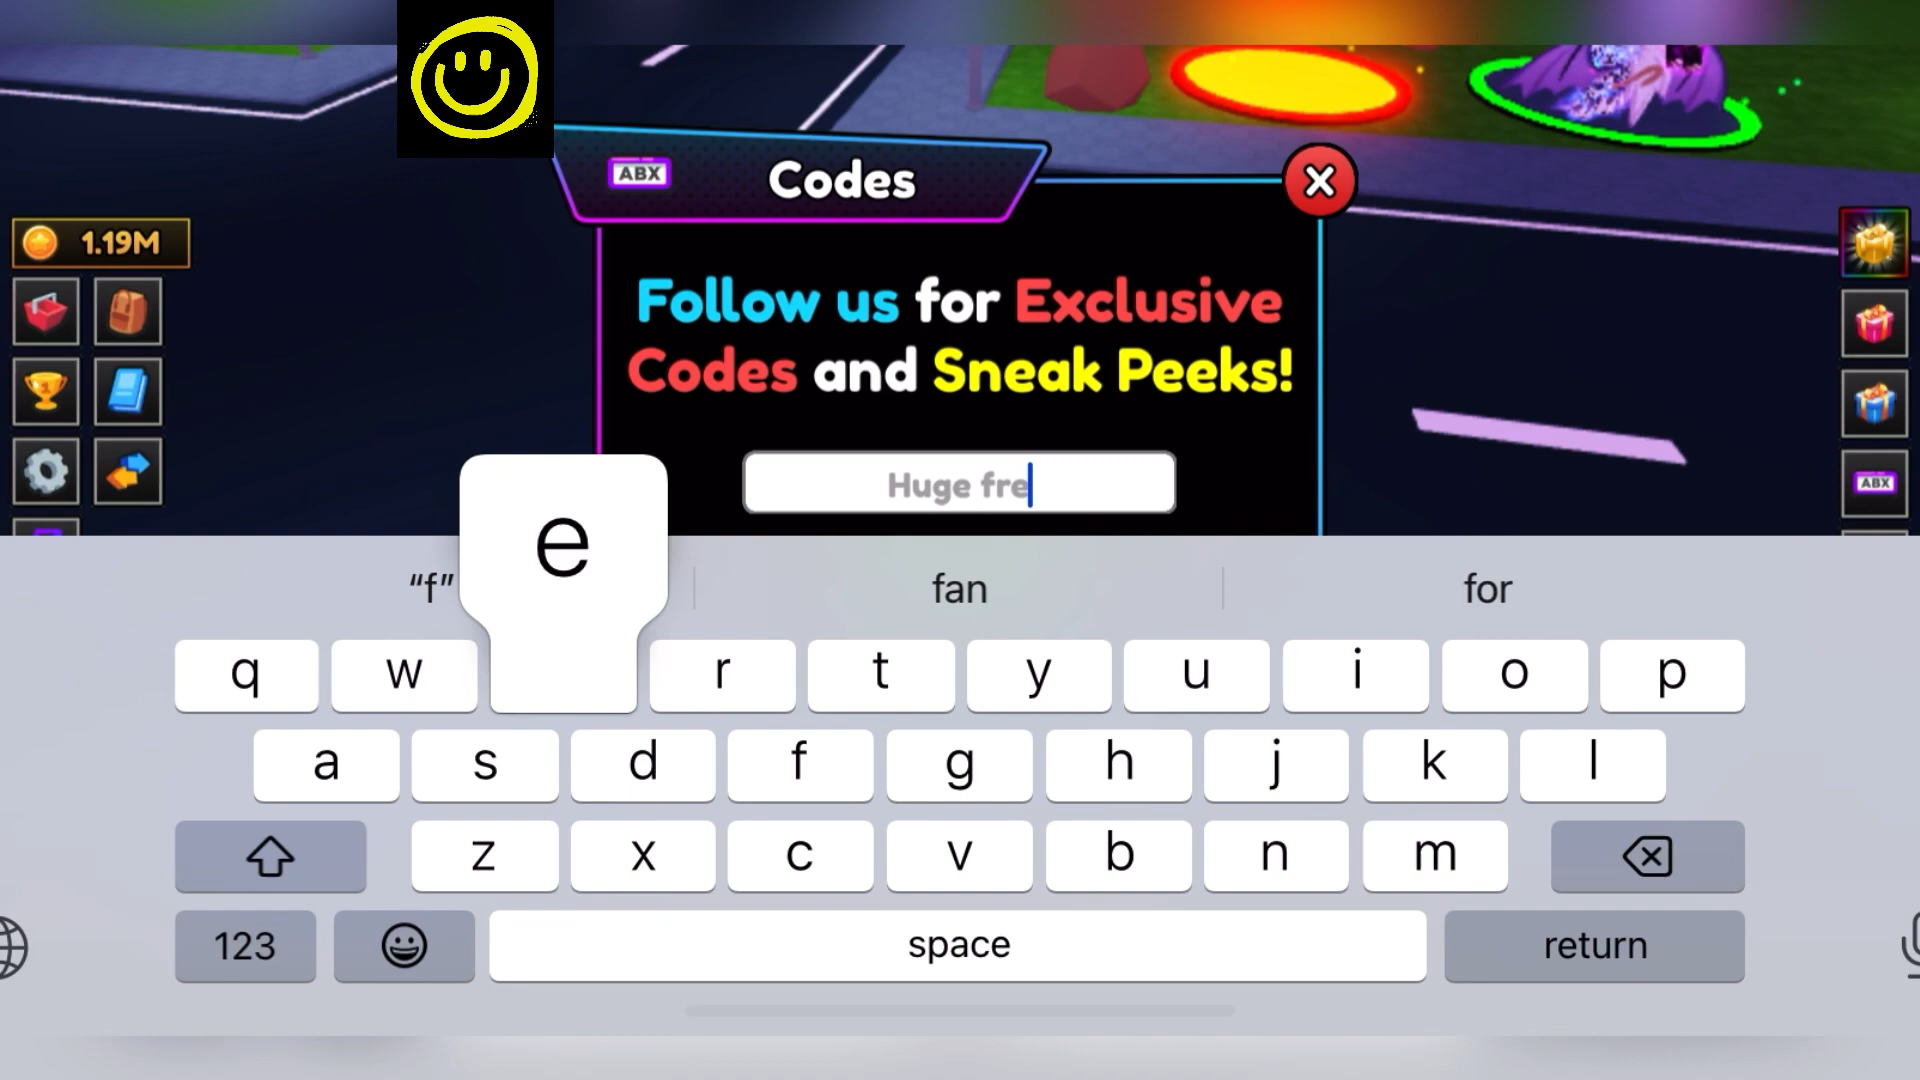 ABX
Codes
X
1.19M
Follow us for Exclusive
Codes and Sneak Peeks!
Huge fre
ABX
e
"f"
fan
for
q w r t y u i o p
a s d f g h j k l
z x c v b n m
123
space
return